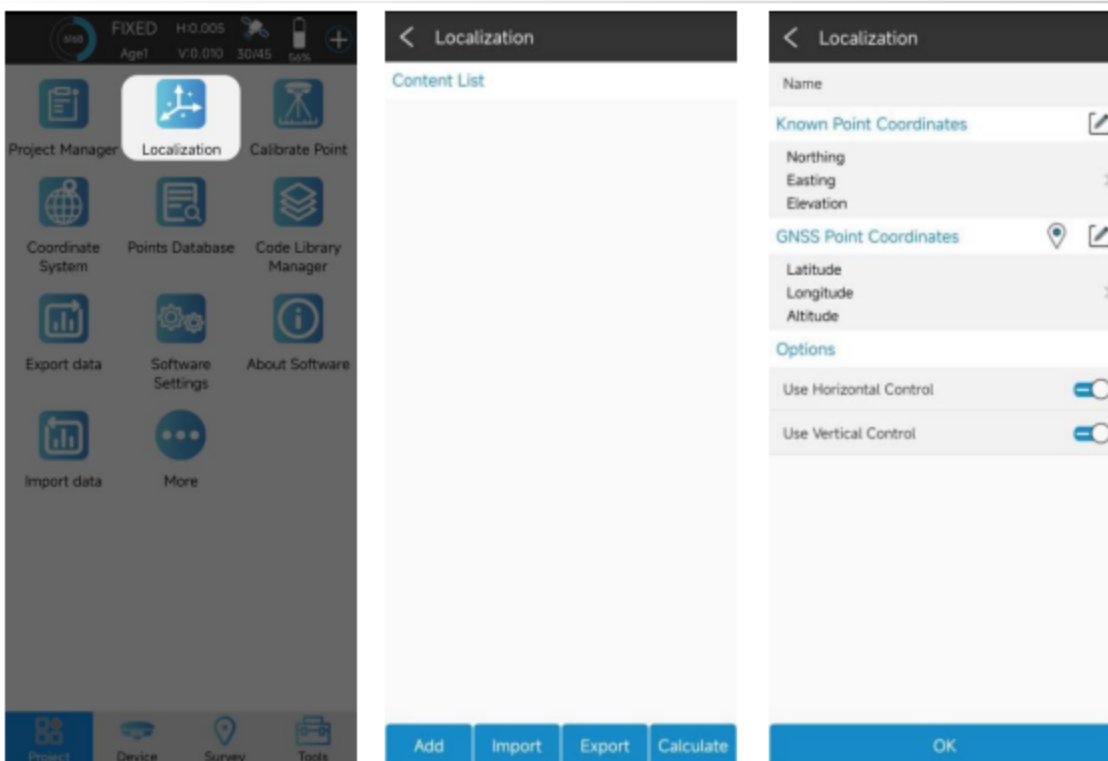 60/60
FIXED H:0.005
Age1 V:0.010 30/45 56%
Project Manager Localization Calibrate Point
Coordinate System Points Database Code Library Manager
Export data Software Settings About Software
Import data More
Project Device Survey Tools
Localization
Content List
Add Import Export Calculate
Localization
Name
Known Point Coordinates
Northing
Easting
Elevation
GNSS Point Coordinates
Latitude
Longitude
Altitude
Options
Use Horizontal Control
Use Vertical Control
OK